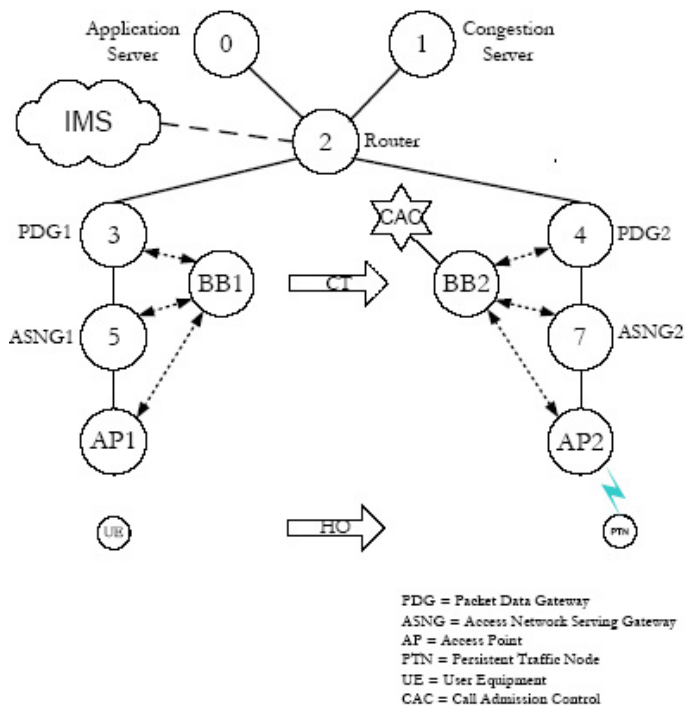 Application
Server
0
1
Congestion
Server
IMS
2
Router
PDG1
3
CAC
4
PDG2
BB1
CT
BB2
ASNG1
5
7
ASNG2
AP1
AP2
UE
HO
PTN
PDG = Packet Data Gateway
ASNG = Access Network Serving Gateway
AP = Access Point
PTN = Persistent Traffic Node
UE = User Equipment
CAC = Call Admission Control